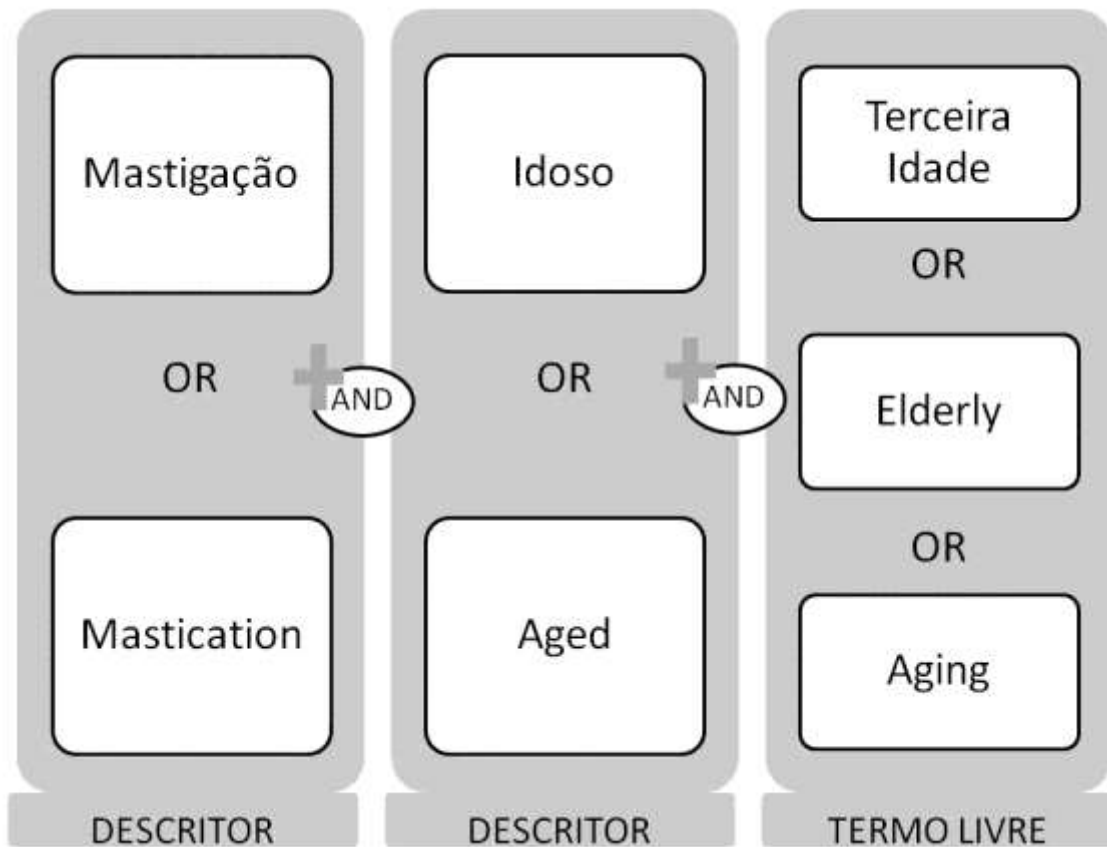 Mastigação
OR
Mastication
DESCRITOR
AND
Idoso
OR
Aged
DESCRITOR
AND
Terceira
Idade
OR
Elderly
OR
Aging
TERMO LIVRE